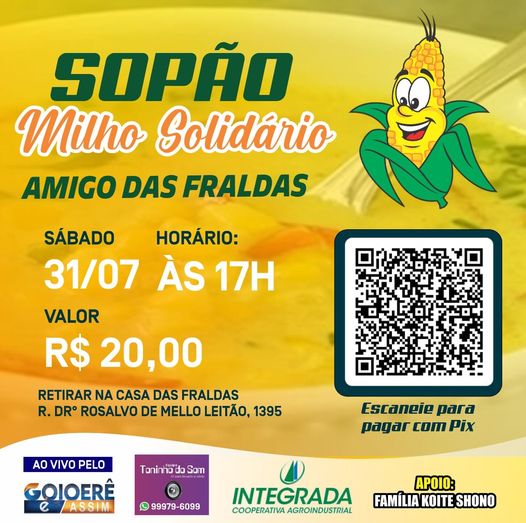 SOPÃO
Milho Solidário
AMIGO DAS FRALDAS
SÁBADO HORÁRIO:
31/07 ÀS 17H
VALOR
R$ 20,00
RETIRAR NA CASA DAS FRALDAS
R. DRº ROSALVO DE MELLO LEITÃO, 1395
Escaneie para
pagar com Pix
AO VIVO PELO
GOIOERÊ
É ASSIM
Toninho do Som
99979-6099
INTEGRADA
COOPERATIVA AGROINDUSTRIAL
APOIO:
FAMÍLIA KOITE SHONO